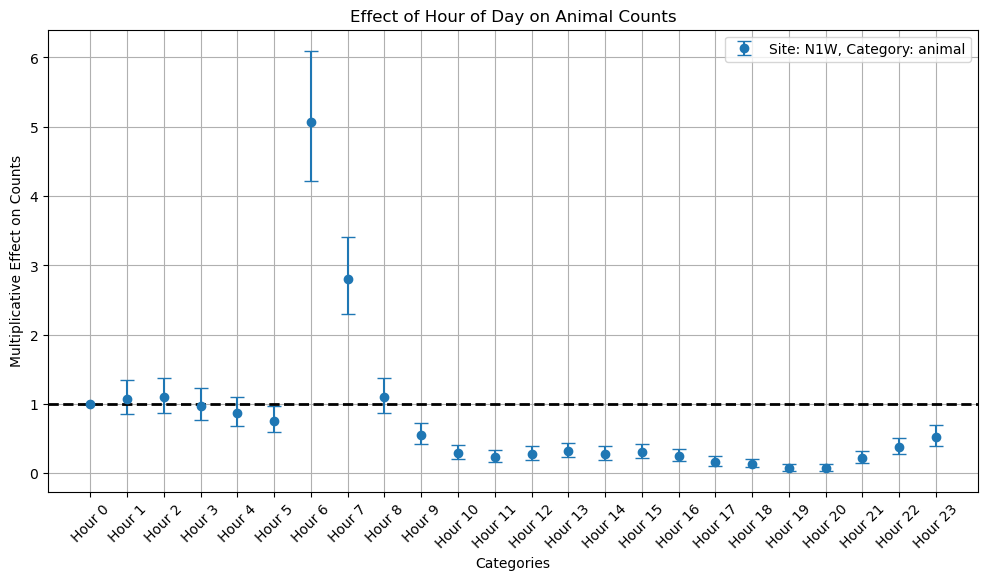 Effect of Hour of Day on Animal Counts
Site: N1W, Category: animal
Multiplicative Effect on Counts
6
5
4
3
2
1
0
Hour 0
Hour 1
Hour 2
Hour 3
Hour 4
Hour 5
Hour 6
Hour 7
Hour 8
Hour 9
Hour 10
Hour 11
Hour 12
Hour 13
Hour 14
Hour 15
Hour 16
Hour 17
Hour 18
Hour 19
Hour 20
Hour 21
Hour 22
Hour 23
Categories